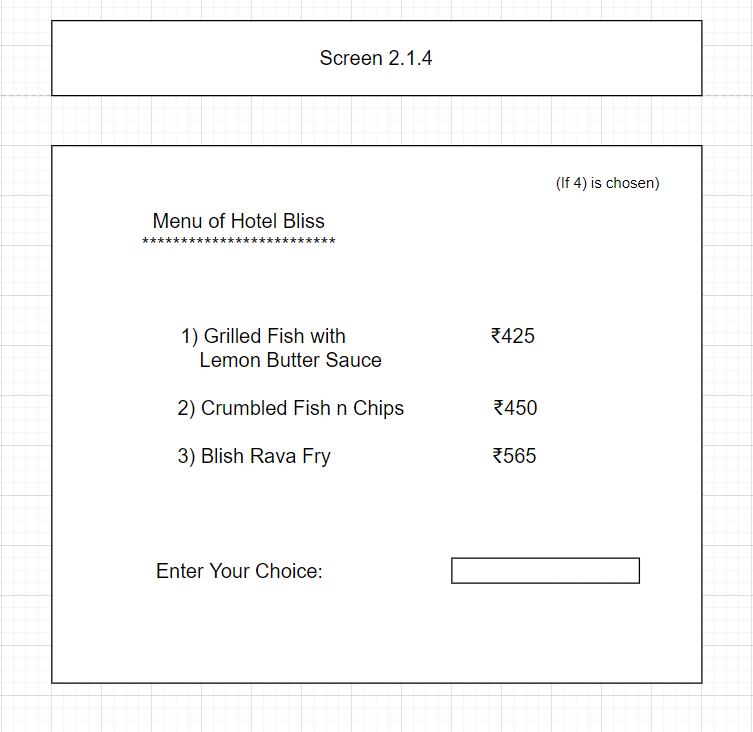 Screen 2.1.4
(If 4) is chosen)
Menu of Hotel Bliss
*************************
1) Grilled Fish with ₹425
Lemon Butter Sauce
2) Crumbled Fish n Chips ₹450
3) Blish Rava Fry ₹565
Enter Your Choice: